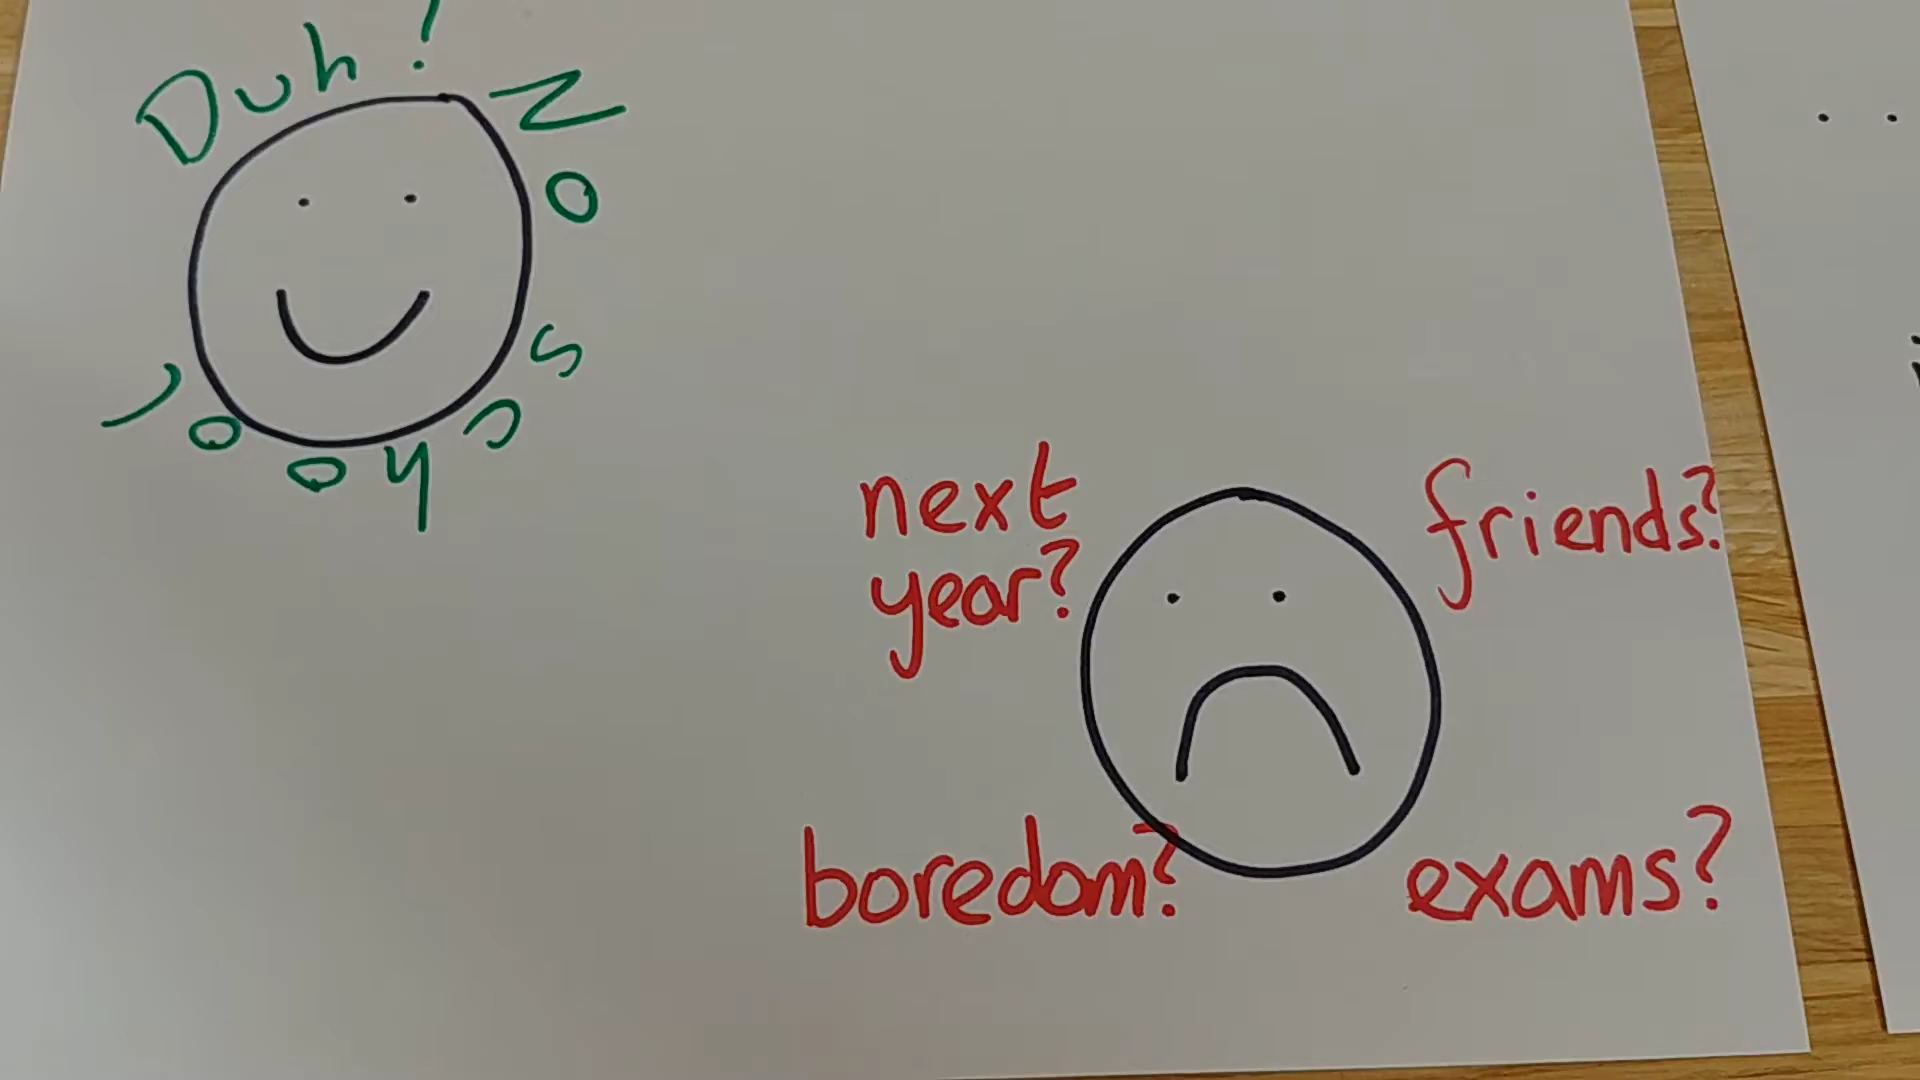 Duh! No school
next
year?
friends?
boredom?
exams?